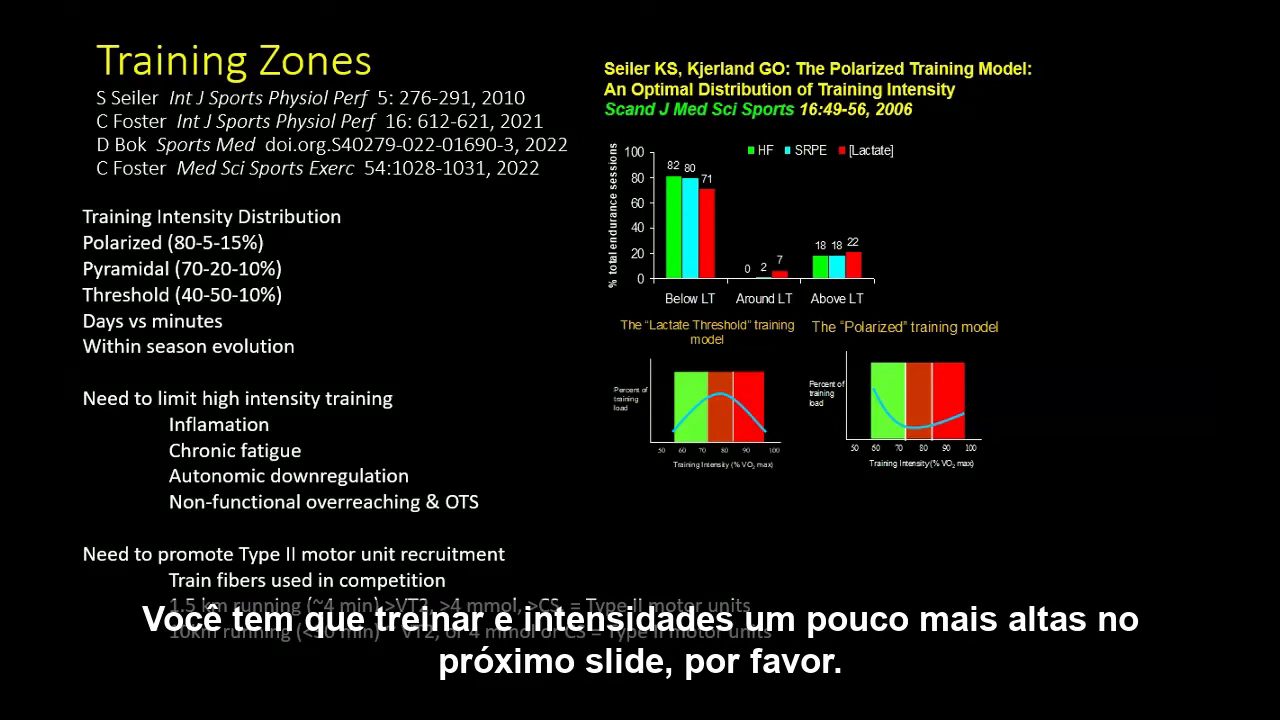 Training Zones
S Seiler Int J Sports Physiol Perf 5: 276-291, 2010
C Foster Int J Sports Physiol Perf 16: 612-621, 2021
D Bok Sports Med doi.org.S40279-022-01690-3, 2022
C Foster Med Sci Sports Exerc 54:1028-1031, 2022
Training Intensity Distribution
Polarized (80-5-15%)
Pyramidal (70-20-10%)
Threshold (40-50-10%)
Days vs minutes
Within season evolution
Need to limit high intensity training
Inflamation
Chronic fatigue
Autonomic downregulation
Non-functional overreaching & OTS
Need to promote Type II motor unit recruitment
Train fibers used in competition
1.5 km running (~4 min) >VT2, >4 mmol, >CS, = Type II motor units
10km running (<30 min) VT2, or 4 mmol or CS = Type II motor units
Seiler KS, Kjerland GO: The Polarized Training Model:
An Optimal Distribution of Training Intensity
Scand J Med Sci Sports 16:49-56, 2006
% total endurance sessions
100
80
60
40
20
0
HF SRPE [Lactate]
82 80 71
0 2 7
18 18 22
Below LT Around LT Above LT
The "Lactate Threshold" training
model
Percent of
training
load
50 60 70 80 90 100
Training Intensity (% VO2 max)
The "Polarized" training model
Percent of
training
load
50 60 70 80 90 100
Training Intensity (% VO2 max)
Você tem que treinar e intensidades um pouco mais altas no
próximo slide, por favor.